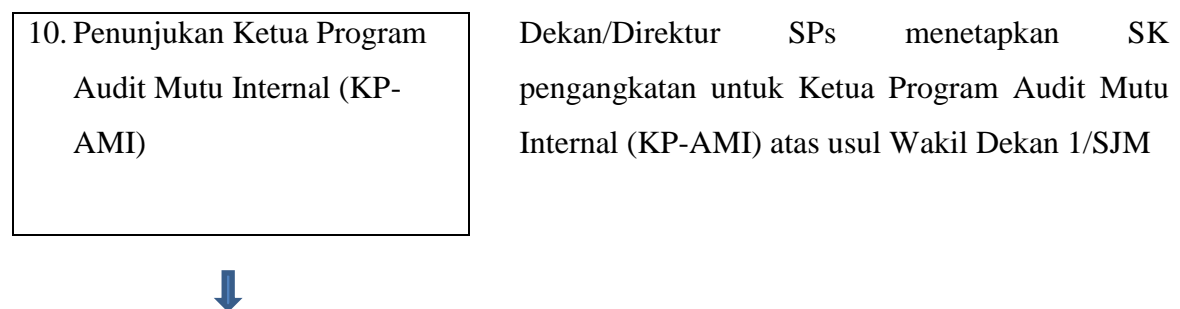 10. Penunjukan Ketua Program
Audit Mutu Internal (KP-
AMI)
Dekan/Direktur SPs menetapkan SK
pengangkatan untuk Ketua Program Audit Mutu
Internal (KP-AMI) atas usul Wakil Dekan 1/SJM